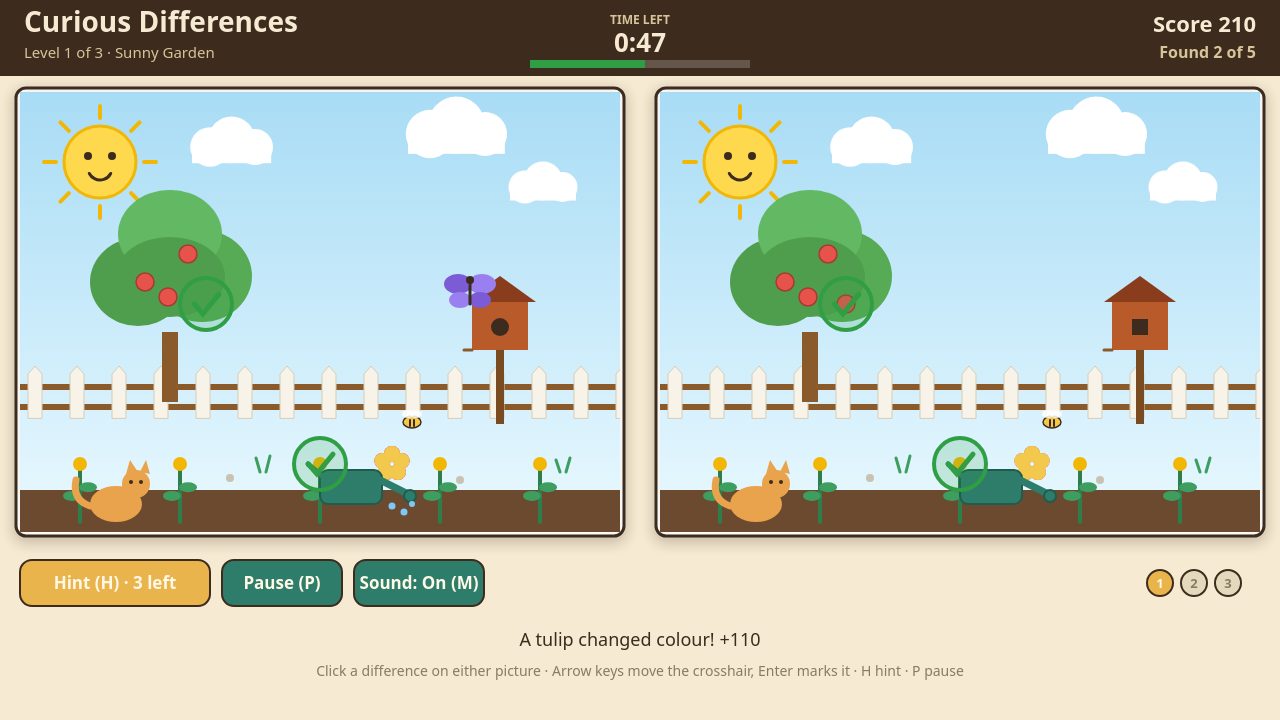 Curious Differences
Level 1 of 3 · Sunny Garden
TIME LEFT
0:47
Score 210
Found 2 of 5
Hint (H) · 3 left
Pause (P)
Sound: On (M)
1 2 3
A tulip changed colour! +110
Click a difference on either picture · Arrow keys move the crosshair, Enter marks it · H hint · P pause